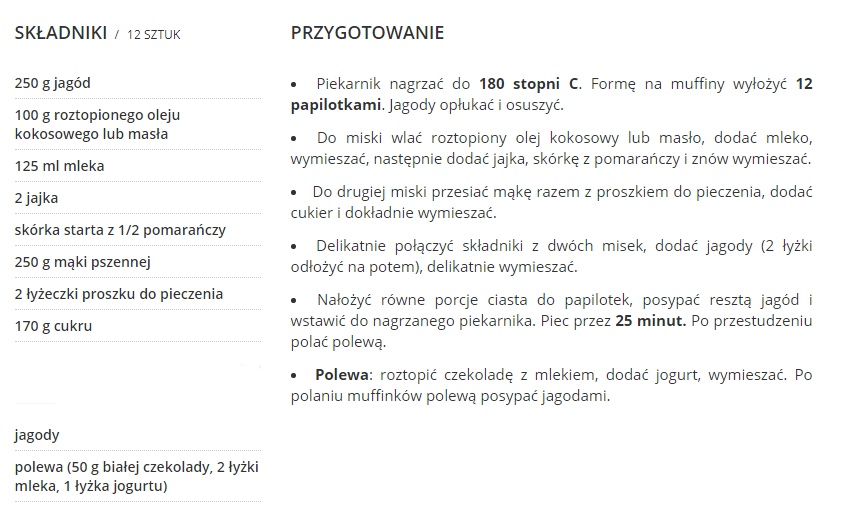 SKŁADNIKI / 12 SZTUK
250 g jagód
100 g roztopionego oleju
kokosowego lub masła
125 ml mleka
2 jajka
skórka starta z 1/2 pomarańczy
250 g mąki pszennej
2 łyżeczki proszku do pieczenia
170 g cukru
jagody
polewa (50 g białej czekolady, 2 łyżki
mleka, 1 łyżka jogurtu)
PRZYGOTOWANIE
• Piekarnik nagrzać do 180 stopni C. Formę na muffiny wyłożyć 12
papilotkami. Jagody opłukać i osuszyć.
• Do miski wlać roztopiony olej kokosowy lub masło, dodać mleko,
wymieszać, następnie dodać jajka, skórkę z pomarańczy i znów wymieszać.
• Do drugiej miski przesiać mąkę razem z proszkiem do pieczenia, dodać
cukier i dokładnie wymieszać.
• Delikatnie połączyć składniki z dwóch misek, dodać jagody (2 łyżki
odłożyć na potem), delikatnie wymieszać.
• Nałożyć równe porcje ciasta do papilotek, posypać resztą jagód i
wstawić do nagrzanego piekarnika. Piec przez 25 minut. Po przestudzeniu
polać polewą.
• Polewa: roztopić czekoladę z mlekiem, dodać jogurt, wymieszać. Po
polaniu muffinków polewą posypać jagodami.